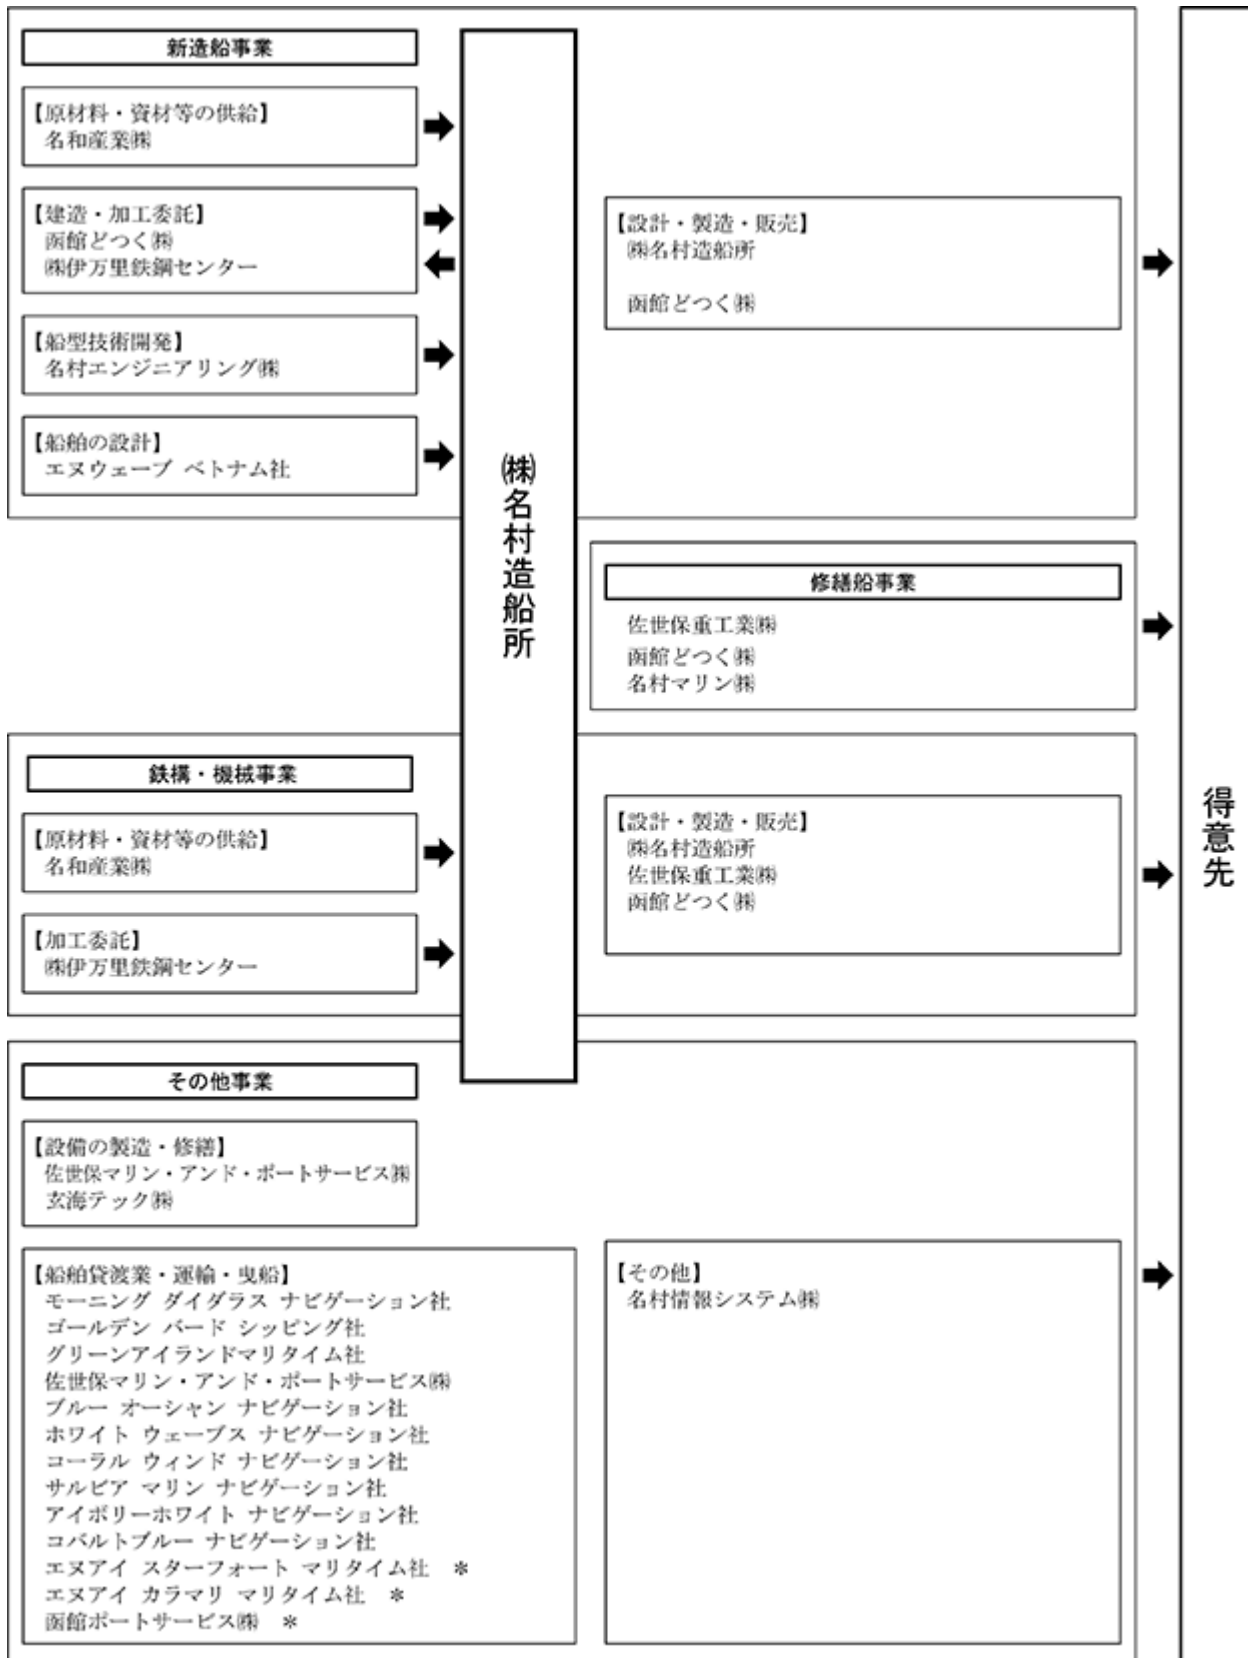 新造船事業
【原材料・資材等の供給】
名和産業㈱
【建造・加工委託】
函館どつく㈱
㈱伊万里鉄鋼センター
【船型技術開発】
名村エンジニアリング㈱
【船舶の設計】
エヌウェーブ ベトナム社
㈱名村造船所
【設計・製造・販売】
㈱名村造船所
函館どつく㈱
修繕船事業
佐世保重工業㈱
函館どつく㈱
名村マリン㈱
鉄構・機械事業
【原材料・資材等の供給】
名和産業㈱
【加工委託】
㈱伊万里鉄鋼センター
【設計・製造・販売】
㈱名村造船所
佐世保重工業㈱
函館どつく㈱
得意先
その他事業
【設備の製造・修繕】
佐世保マリン・アンド・ポートサービス㈱
玄海テック㈱
【船舶貸渡業・運輸・曳船】
モーニング ダイダラス ナビゲーション社
ゴールデン バード シッピング社
グリーンアイランドマリタイム社
佐世保マリン・アンド・ポートサービス㈱
ブルー オーシャン ナビゲーション社
ホワイト ウェーブス ナビゲーション社
コーラル ウィンド ナビゲーション社
サルビア マリン ナビゲーション社
アイボリーホワイト ナビゲーション社
コバルトブルー ナビゲーション社
エヌアイ スターフォート マリタイム社 ＊
エヌアイ カラマリ マリタイム社 ＊
函館ポートサービス㈱ ＊
【その他】
名村情報システム㈱